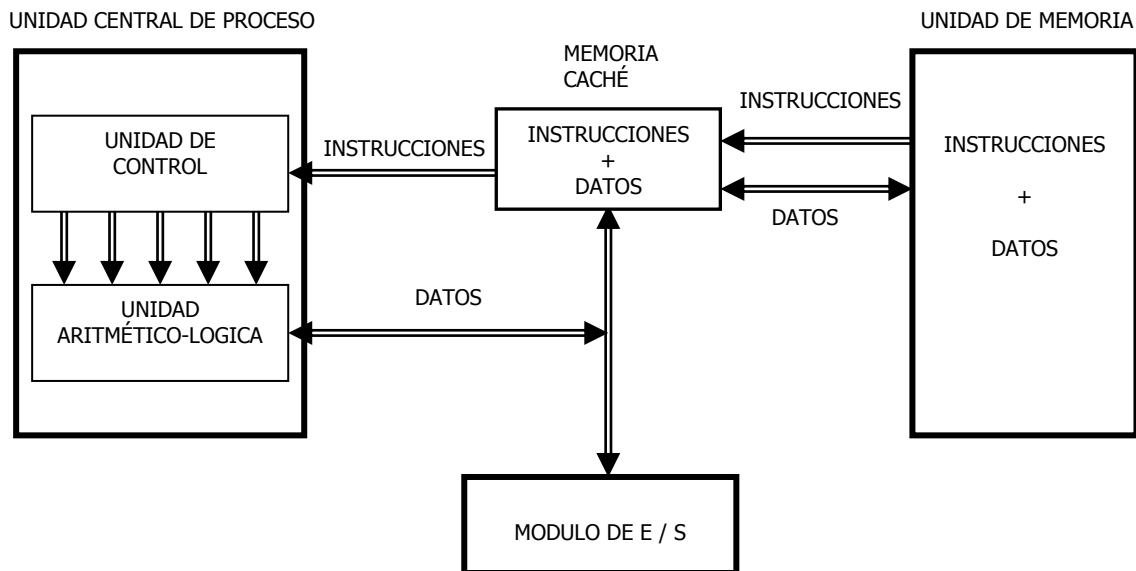 UNIDAD CENTRAL DE PROCESO
UNIDAD DE MEMORIA
MEMORIA
CACHÉ
INSTRUCCIONES
UNIDAD DE
CONTROL
INSTRUCCIONES
INSTRUCCIONES
+
DATOS
INSTRUCCIONES
+
DATOS
DATOS
DATOS
UNIDAD
ARITMÉTICO-LOGICA
MODULO DE E / S